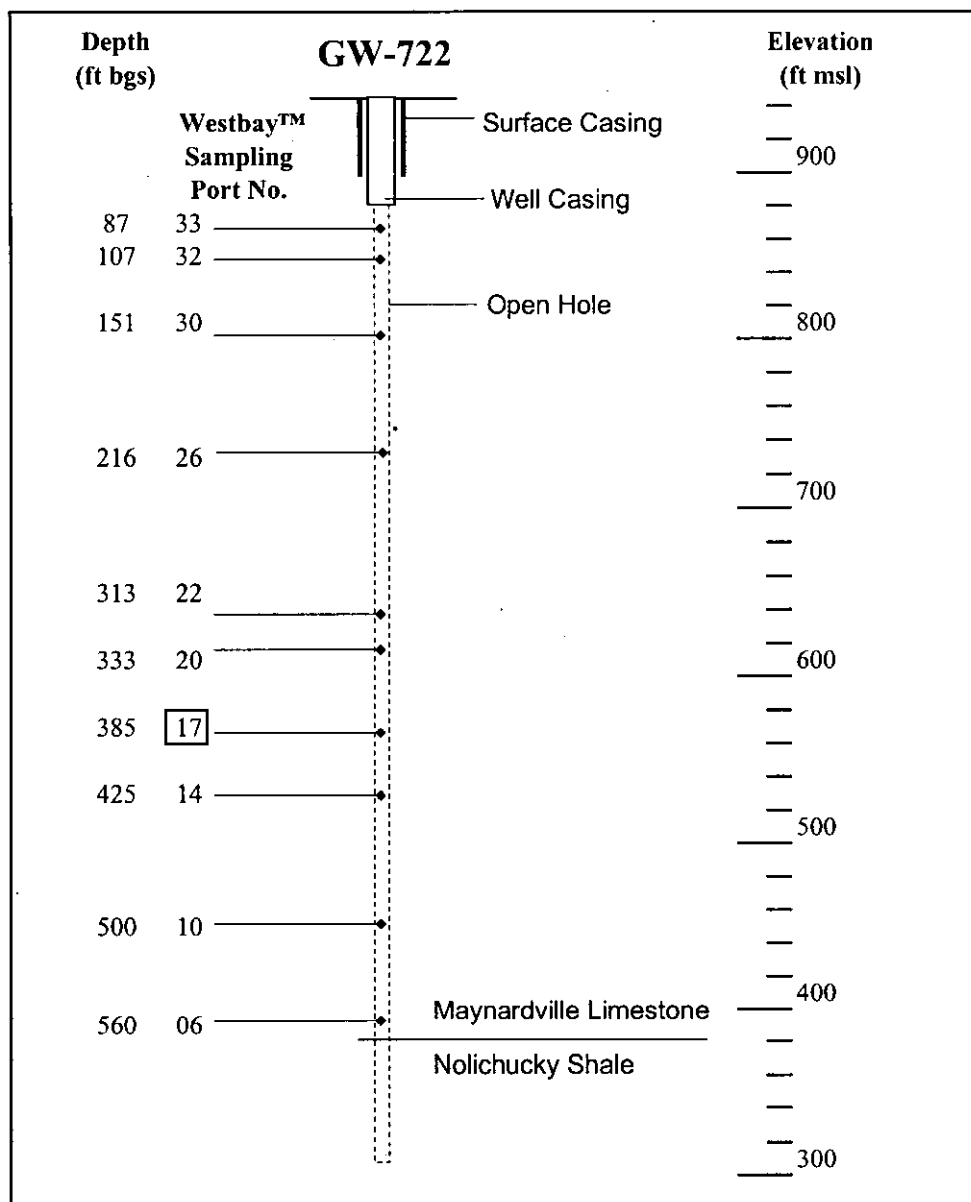 Depth
(ft bgs)
GW-722
Elevation
(ft msl)
Westbay™
Sampling
Port No.
Surface Casing
Well Casing
Open Hole
87 33
107 32
151 30
216 26
313 22
333 20
385 17
425 14
500 10
560 06
900
800
700
600
500
400
300
Maynardville Limestone
Nolichucky Shale